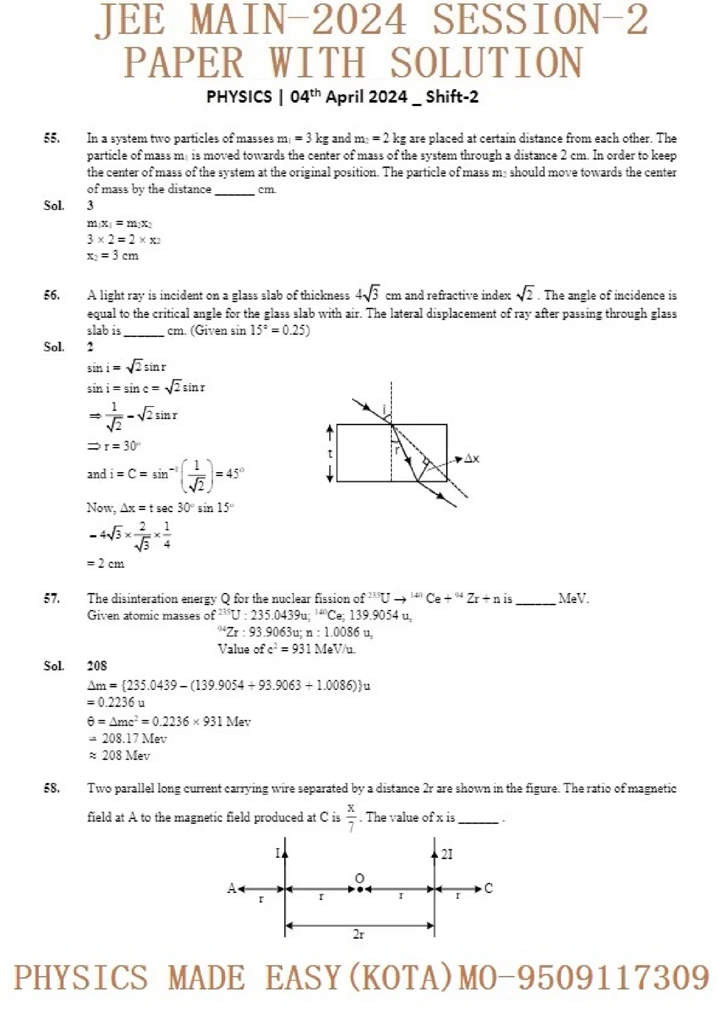 JEE MAIN-2024 SESSION-2
PAPER WITH SOLUTION
PHYSICS | 04th April 2024 _ Shift-2
55. In a system two particles of masses m₁ = 3 kg and m₂ = 2 kg are placed at certain distance from each other. The
particle of mass m₁ is moved towards the center of mass of the system through a distance 2 cm. In order to keep
the center of mass of the system at the original position. The particle of mass m₂ should move towards the center
of mass by the distance ______ cm.
Sol. 3
m₁x₁ = m₂x₂
3 × 2 = 2 × x₂
x₂ = 3 cm
56. A light ray is incident on a glass slab of thickness 4√3 cm and refractive index √2 . The angle of incidence is
equal to the critical angle for the glass slab with air. The lateral displacement of ray after passing through glass
slab is ______ cm. (Given sin 15° = 0.25)
Sol. 2
sin i = √2 sin r
sin i = sin c = √2 sin r
⇒ 1/√2 = √2 sin r
⇒ r = 30°
and i = C = sin⁻¹(1/√2) = 45°
Now, Δx = t sec 30° sin 15°
= 4√3 × 2/√3 × 1/4
= 2 cm
i
r
t
Δx
57. The disinteration energy Q for the nuclear fission of ²³⁵U → ¹⁴⁰ Ce + ⁹⁴ Zr + n is ______ MeV.
Given atomic masses of ²³⁵U : 235.0439u; ¹⁴⁰Ce; 139.9054 u,
⁹⁴Zr : 93.9063u; n : 1.0086 u,
Value of c² = 931 MeV/u.
Sol. 208
Δm = {235.0439 – (139.9054 + 93.9063 + 1.0086)}u
= 0.2236 u
θ = Δmc² = 0.2236 × 931 Mev
= 208.17 Mev
≈ 208 Mev
58. Two parallel long current carrying wire separated by a distance 2r are shown in the figure. The ratio of magnetic
field at A to the magnetic field produced at C is x/7 . The value of x is ______ .
I 2I
A O C
r r r r
2r
PHYSICS MADE EASY(KOTA)MO-9509117309